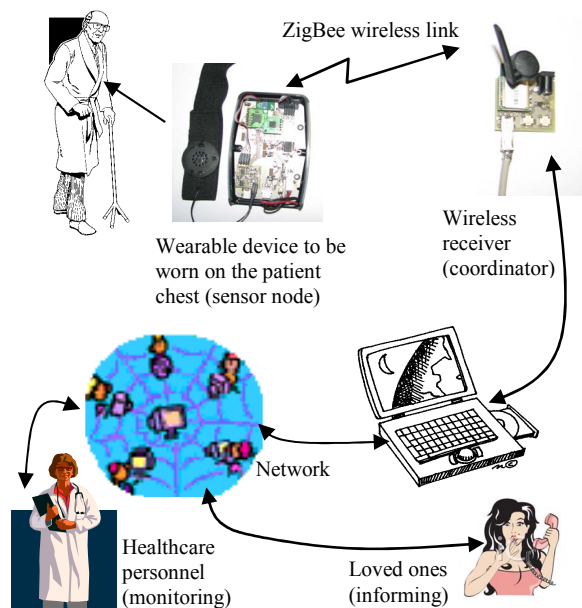 ZigBee wireless link
Wearable device to be
worn on the patient
chest (sensor node)
Wireless
receiver
(coordinator)
Network
Healthcare
personnel
(monitoring)
Loved ones
(informing)